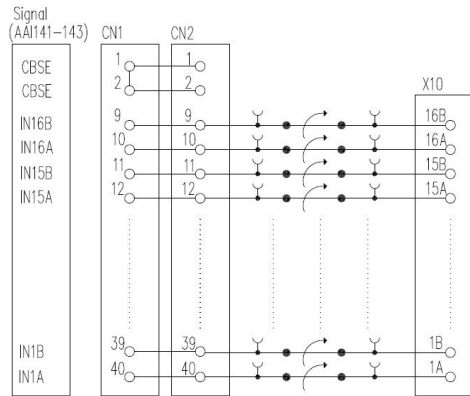 Signal
(AAI141-143) CN1 CN2
CBSE 1 1
CBSE 2 2
X10
IN16B 9 9 16B
IN16A 10 10 16A
IN15B 11 11 15B
IN15A 12 12 15A
IN1B 39 39 1B
IN1A 40 40 1A